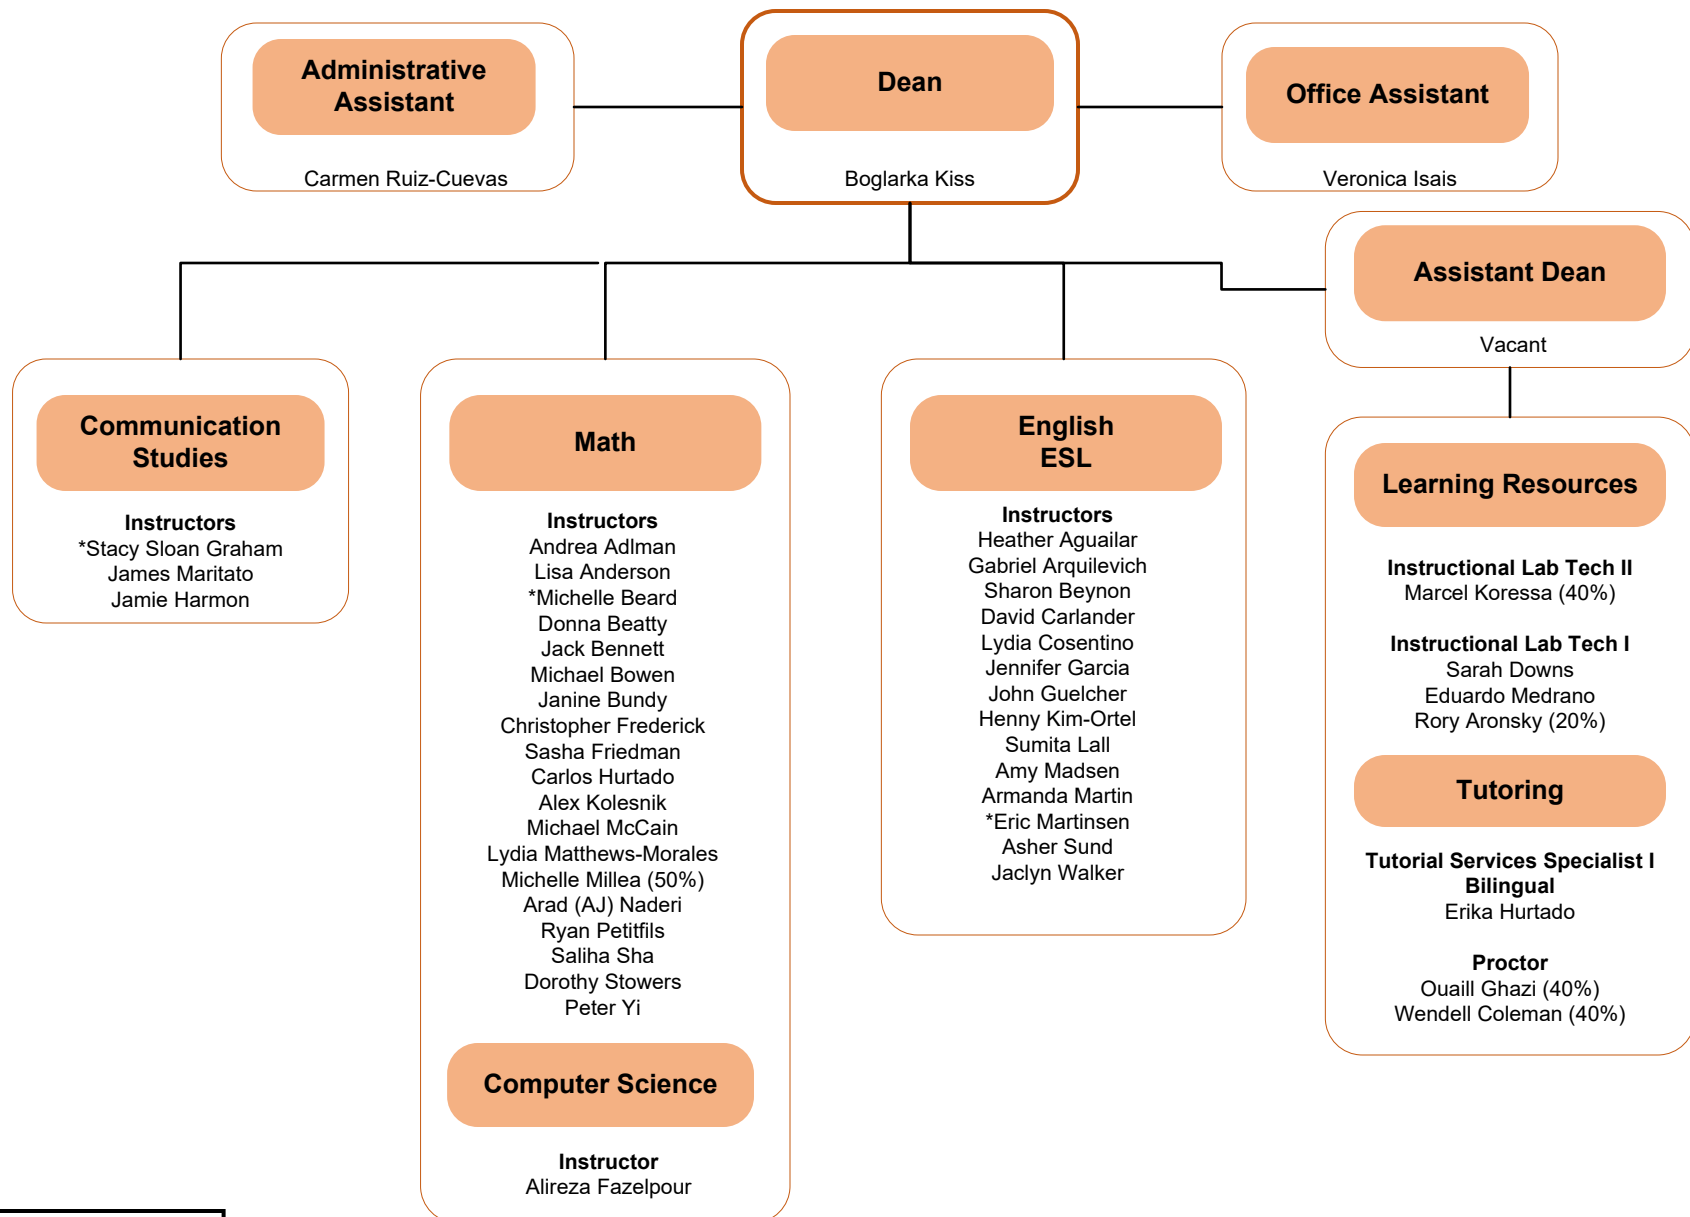 Administrative
Assistant
Carmen Ruiz-Cuevas
Dean
Boglarka Kiss
Office Assistant
Veronica Isais
Assistant Dean
Vacant
Communication
Studies
Instructors
*Stacy Sloan Graham
James Maritato
Jamie Harmon
Math
Instructors
Andrea Adlman
Lisa Anderson
*Michelle Beard
Donna Beatty
Jack Bennett
Michael Bowen
Janine Bundy
Christopher Frederick
Sasha Friedman
Carlos Hurtado
Alex Kolesnik
Michael McCain
Lydia Matthews-Morales
Michelle Millea (50%)
Arad (AJ) Naderi
Ryan Petitfils
Saliha Sha
Dorothy Stowers
Peter Yi
Computer Science
Instructor
Alireza Fazelpour
English
ESL
Instructors
Heather Aguailar
Gabriel Arquilevich
Sharon Beynon
David Carlander
Lydia Cosentino
Jennifer Garcia
John Guelcher
Henny Kim-Ortel
Sumita Lall
Amy Madsen
Armanda Martin
*Eric Martinsen
Asher Sund
Jaclyn Walker
Learning Resources
Instructional Lab Tech II
Marcel Koressa (40%)
Instructional Lab Tech I
Sarah Downs
Eduardo Medrano
Rory Aronsky (20%)
Tutoring
Tutorial Services Specialist I
Bilingual
Erika Hurtado
Proctor
Ouaill Ghazi (40%)
Wendell Coleman (40%)